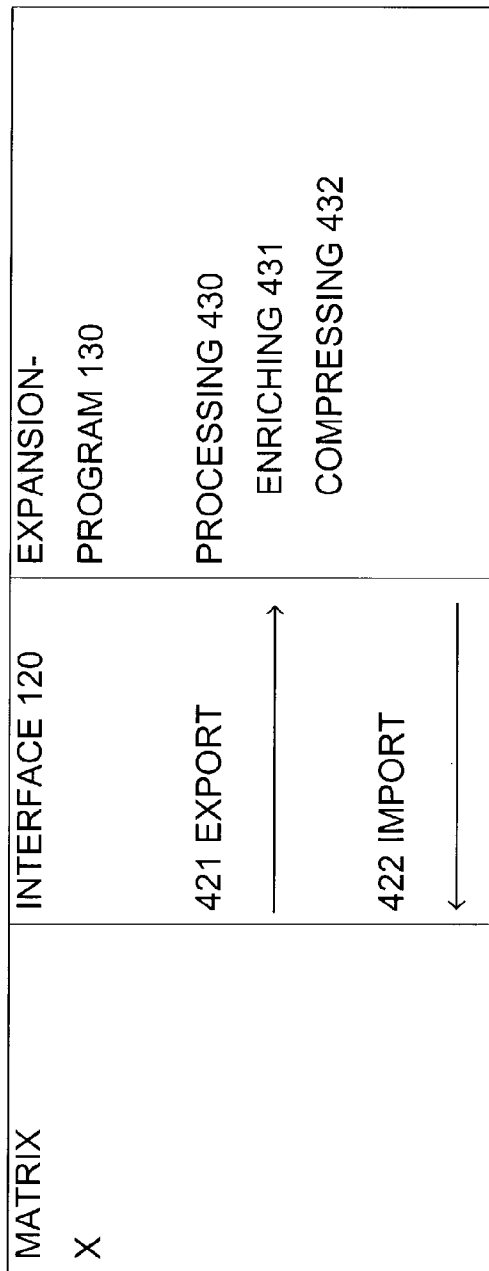 MATRIX
X
INTERFACE 120
421 EXPORT
422 IMPORT
EXPANSION-
PROGRAM 130
PROCESSING 430
ENRICHING 431
COMPRESSING 432